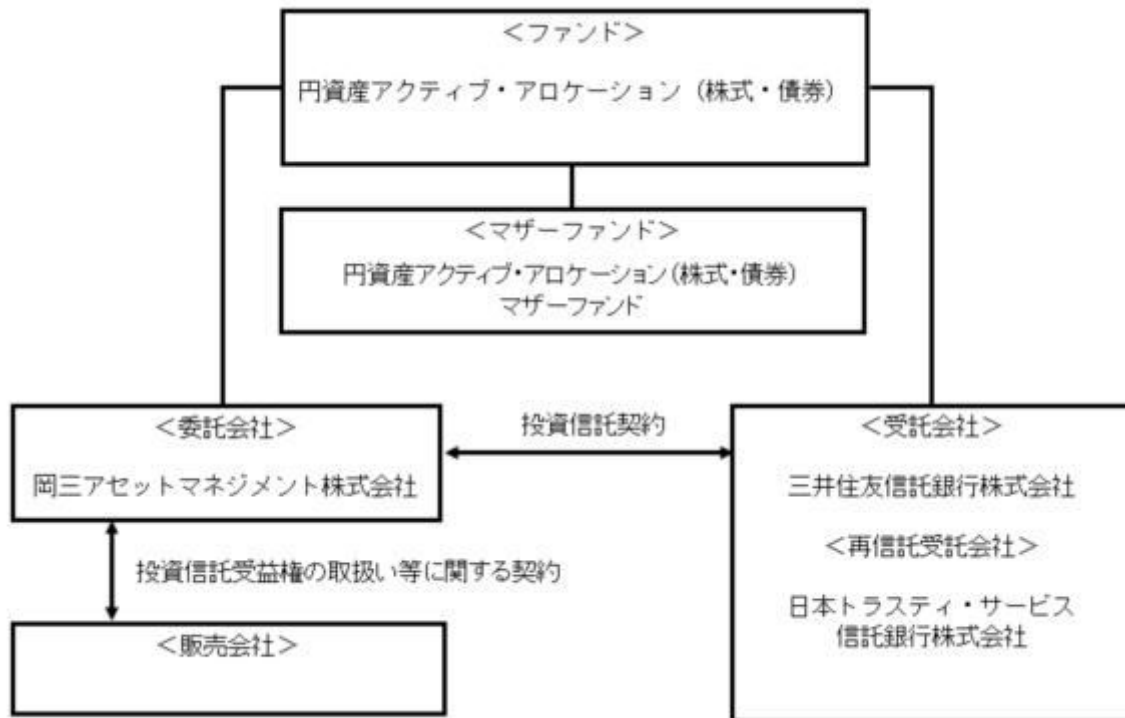 ＜ファンド＞
円資産アクティブ・アロケーション（株式・債券）
＜マザーファンド＞
円資産アクティブ・アロケーション（株式・債券）
マザーファンド
＜委託会社＞
岡三アセットマネジメント株式会社
投資信託契約
＜受託会社＞
三井住友信託銀行株式会社
＜再信託受託会社＞
日本トラスティ・サービス
信託銀行株式会社
投資信託受益権の取扱い等に関する契約
＜販売会社＞